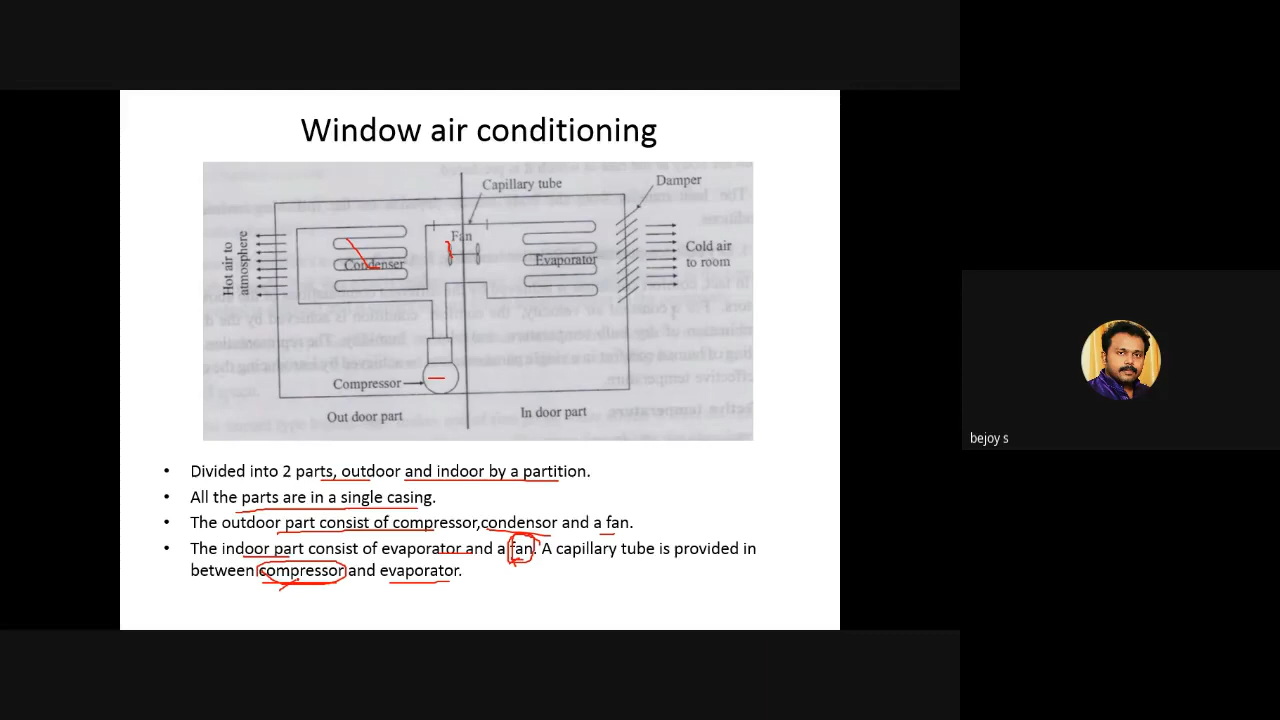 Window air conditioning
Capillary tube
Damper
Fan
Hot air to
atmosphere
Condenser
Evaporator
Cold air
to room
Compressor
Out door part
In door part
• Divided into 2 parts, outdoor and indoor by a partition.
• All the parts are in a single casing.
• The outdoor part consist of compressor,condensor and a fan.
• The indoor part consist of evaporator and a fan. A capillary tube is provided in
between compressor and evaporator.
bejoy s